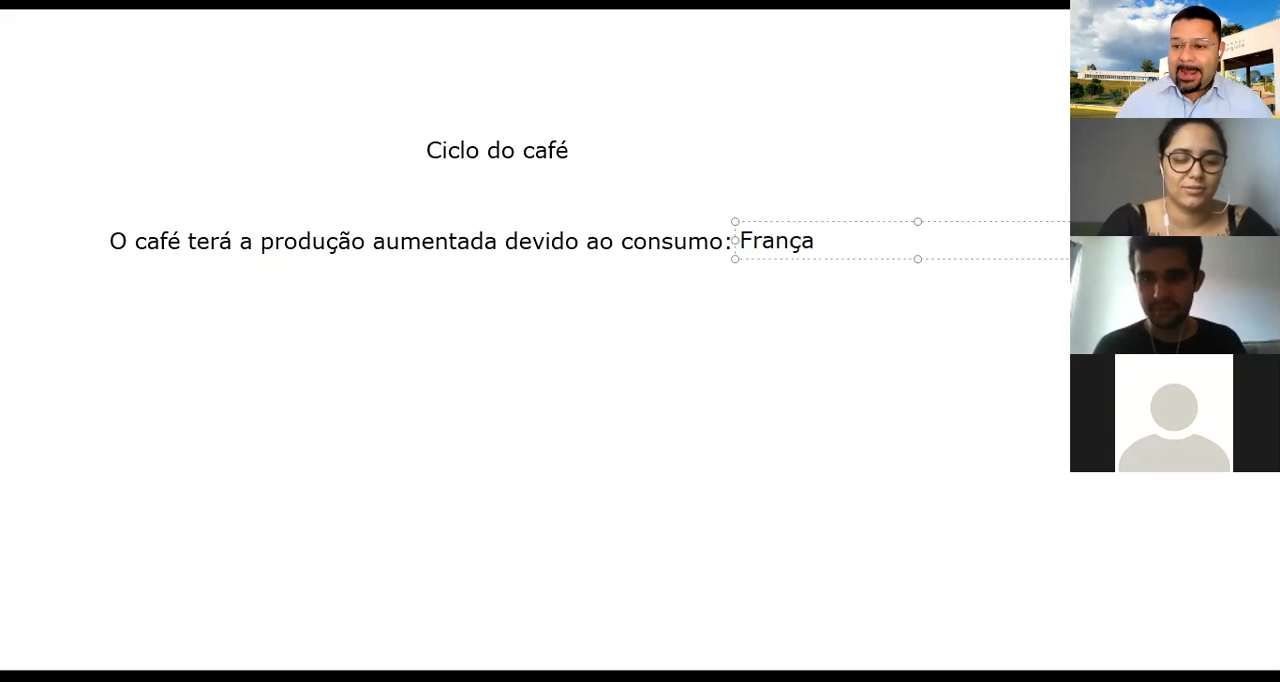 Ciclo do café
O café terá a produção aumentada devido ao consumo: França